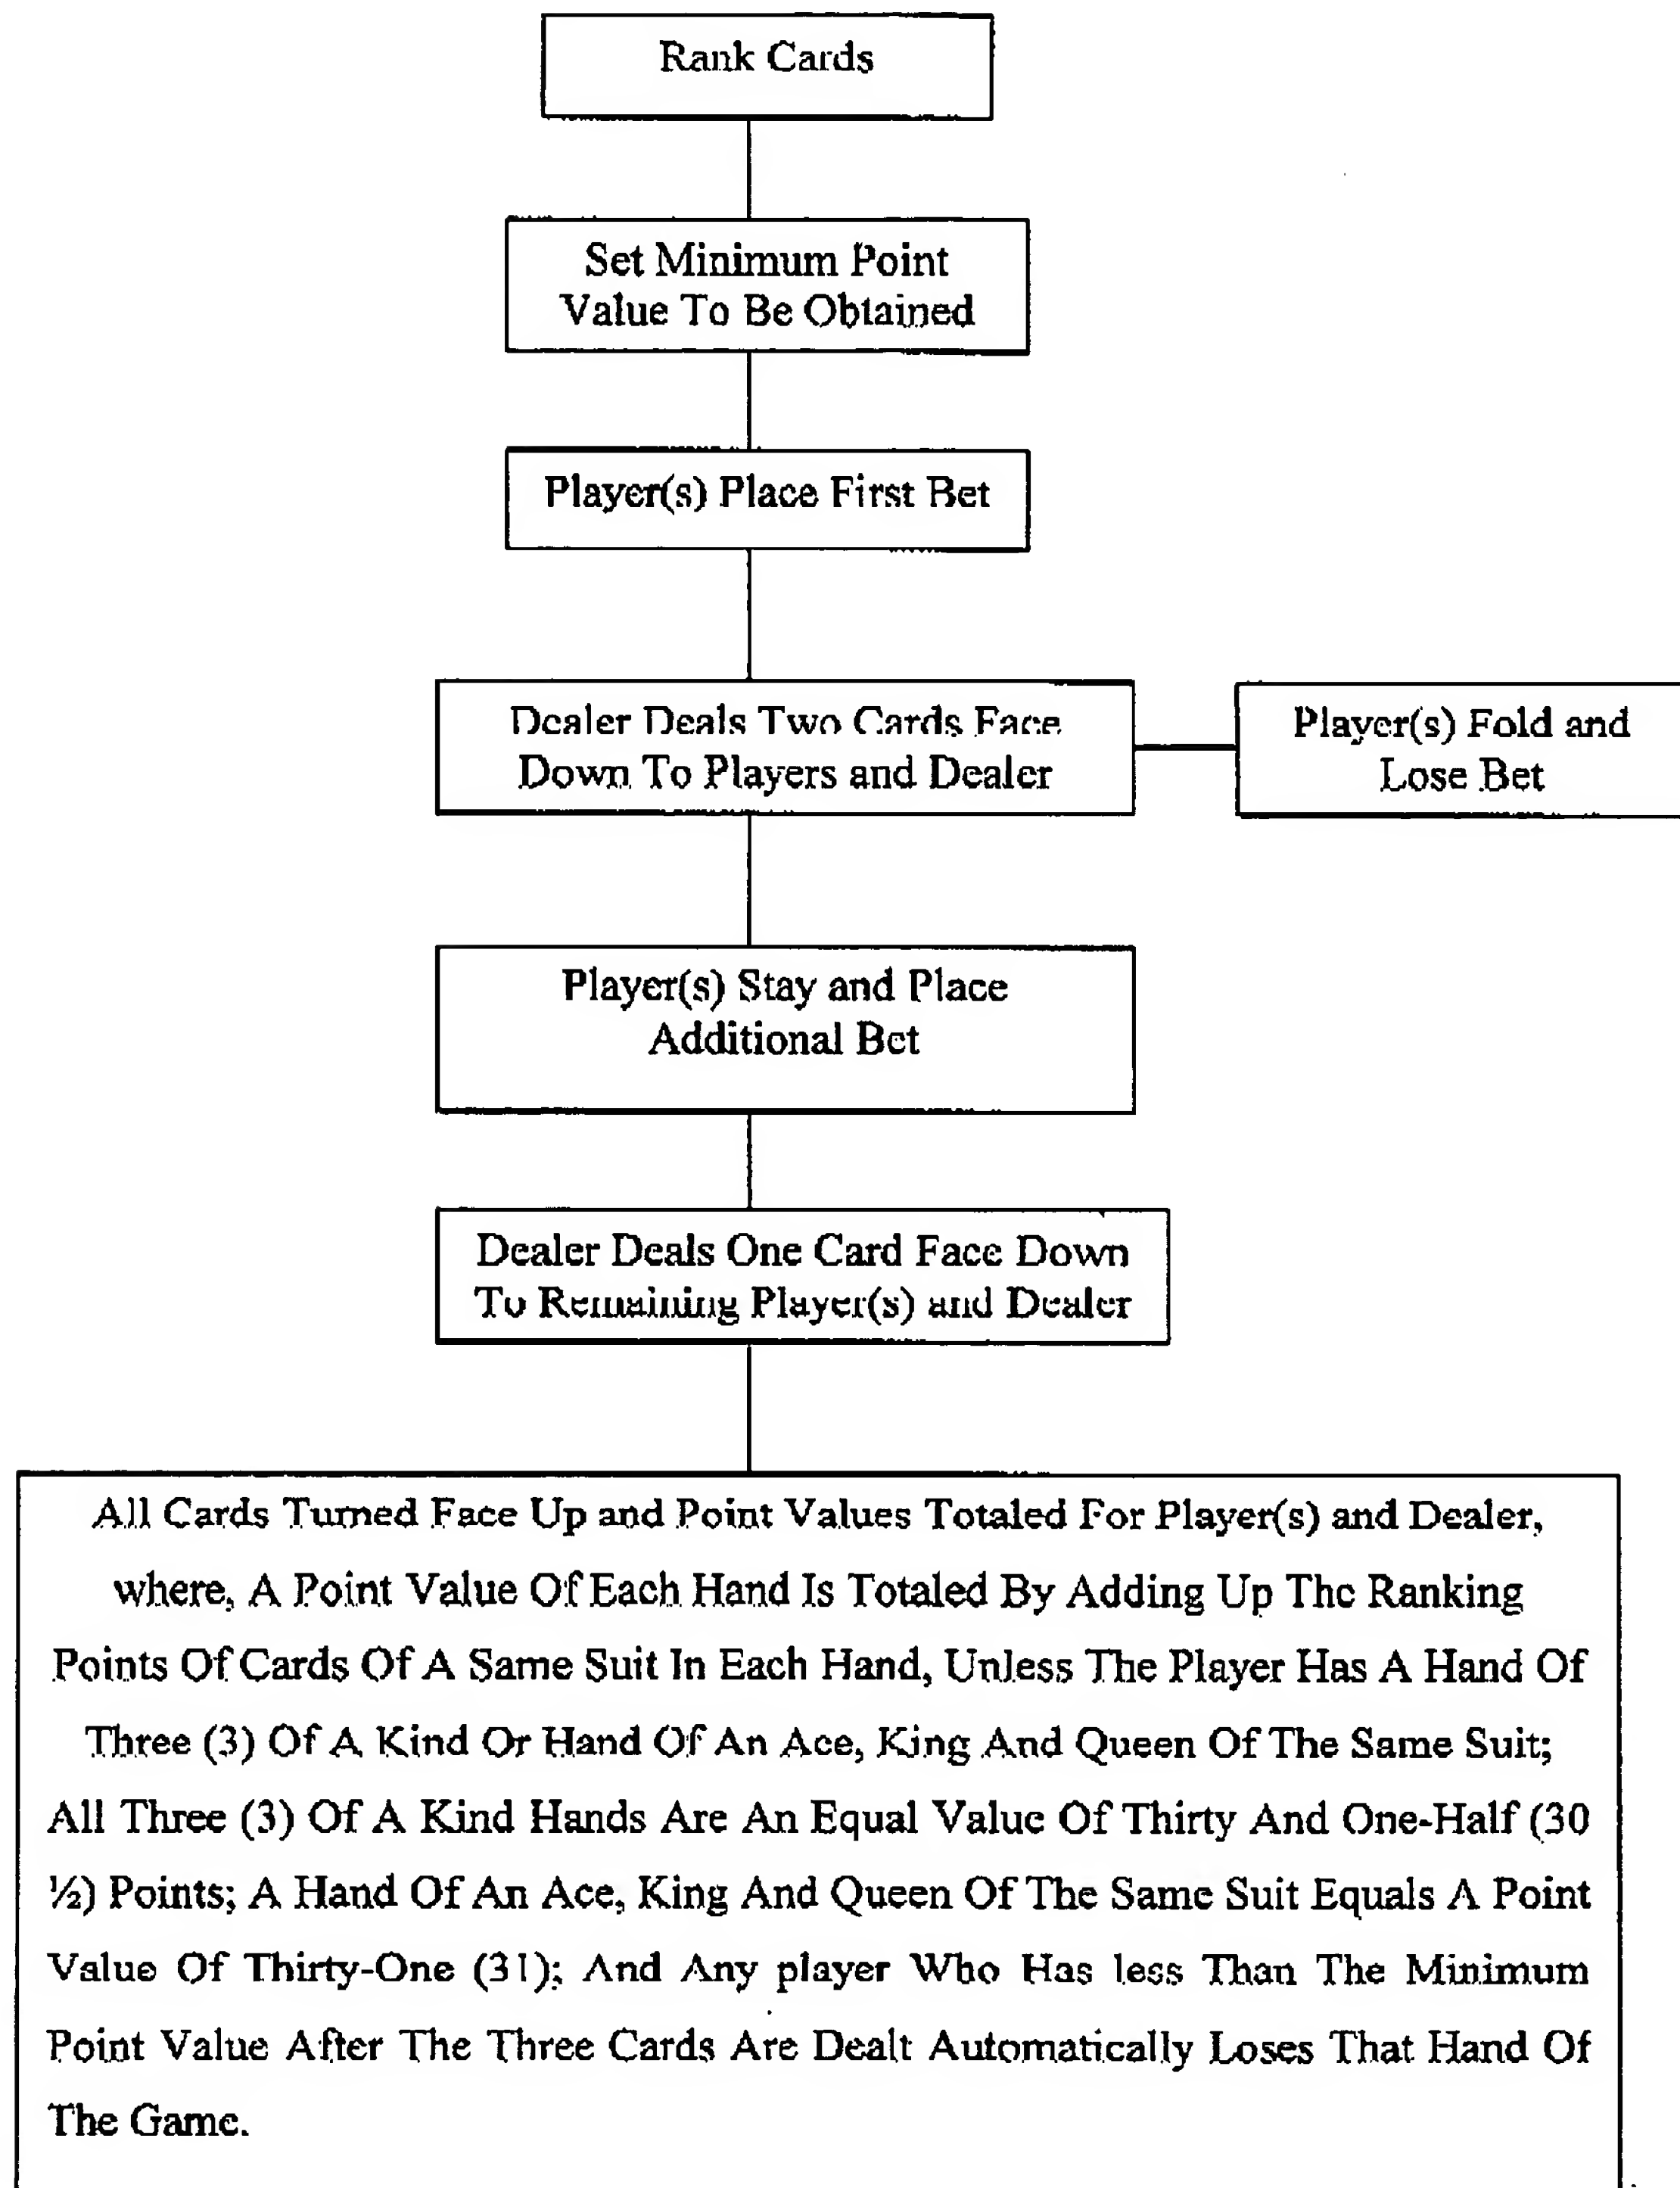 Rank Cards
Set Minimum Point
Value To Be Obtained
Player(s) Place First Bet
Dealer Deals Two Cards Face
Down To Players and Dealer
Player(s) Fold and
Lose Bet
Player(s) Stay and Place
Additional Bet
Dealer Deals One Card Face Down
To Remaining Player(s) and Dealer
All Cards Turned Face Up and Point Values Totaled For Player(s) and Dealer,
where, A Point Value Of Each Hand Is Totaled By Adding Up The Ranking
Points Of Cards Of A Same Suit In Each Hand, Unless The Player Has A Hand Of
Three (3) Of A Kind Or Hand Of An Ace, King And Queen Of The Same Suit;
All Three (3) Of A Kind Hands Are An Equal Value Of Thirty And One-Half (30
½) Points; A Hand Of An Ace, King And Queen Of The Same Suit Equals A Point
Value Of Thirty-One (31); And Any player Who Has less Than The Minimum
Point Value After The Three Cards Are Dealt Automatically Loses That Hand Of
The Game.